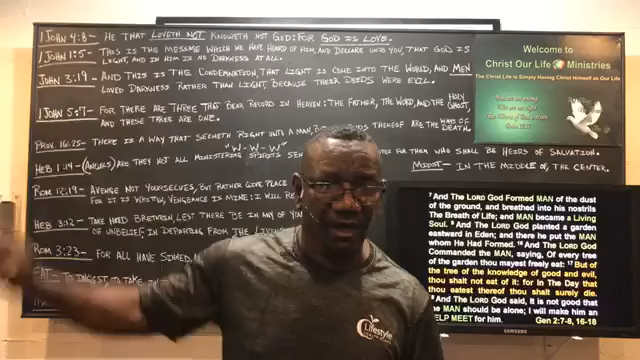 1 JOHN 4:8- HE THAT LOVETH NOT KNOWETH NOT GOD: FOR GOD IS LOVE.
1 JOHN 1:5- THIS IS THE MESSAGE WHICH WE HAVE HEARD OF HIM, AND DECLARE UNTO YOU, THAT GOD IS
LIGHT, AND IN HIM IS NO DARKNESS AT ALL.
JOHN 3:19- AND THIS IS THE CONDEMNATION, THAT LIGHT IS COME INTO THE WORLD, AND MEN
LOVED DARKNESS RATHER THAN LIGHT, BECAUSE THEIR DEEDS WERE EVIL.
1 JOHN 5:7- FOR THERE ARE THREE THAT BEAR RECORD IN HEAVEN: THE FATHER, THE WORD, AND THE HOLY GHOST,
AND THESE THREE ARE ONE.
PROV 16:25- THERE IS A WAY THAT SEEMETH RIGHT UNTO A MAN, THEREOF ARE THE WAYS OF DEATH.
"W-W-W"
HEB 1:14- (ANGELS) ARE THEY NOT ALL MINISTERING SPIRITS FOR THEM WHO SHALL BE HEIRS OF SALVATION.
MIDST- IN THE MIDDLE OF, THE CENTER.
ROM 12:19- AVENGE NOT YOURSELVES, BUT RATHER GIVE PLACE
FOR IT IS WRITTEN, VENGEANCE IS MINE; I WILL
HEB 3:12- TAKE HEED BRETHREN, LEST THERE BE IN ANY OF YOU
OF UNBELIEF, IN DEPARTING FROM THE LIVING
ROM 3:23- FOR ALL HAVE SINNED,
EAT- TO INGEST, TO TAKE
Welcome to
Christ Our Life Ministries
The Christ Life is Simply Having Christ Himself as Our Life
7 And the LORD God Formed MAN of the dust
of the ground, and breathed into his nostrils
The Breath of Life; and MAN became a Living
Soul. 8 And the LORD God planted a garden
eastward in Eden; and there he put the MAN
whom He Had Formed. 16 And the LORD God
Commanded the MAN, saying, Of every tree
of the garden thou mayest freely eat: 17 But of
the tree of the knowledge of good and evil,
thou shalt not eat of it: for In The Day that
thou eatest thereof thou shalt surely die.
And the LORD God said, it is not good that
the MAN should be alone; I will make him an
HELP MEET for him. Gen 2:7-8, 16-18
SAMSUNG
Lifestyle